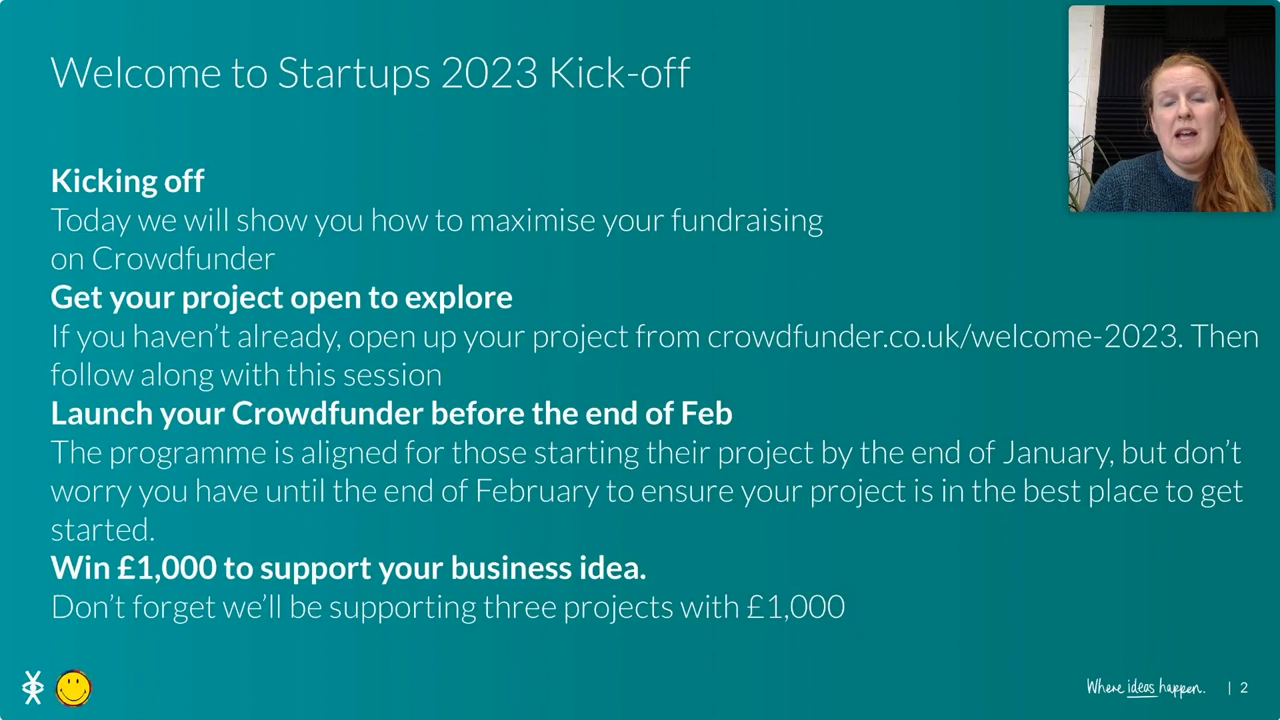 Welcome to Startups 2023 Kick-off
Kicking off
Today we will show you how to maximise your fundraising
on Crowdfunder
Get your project open to explore
If you haven’t already, open up your project from crowdfunder.co.uk/welcome-2023. Then
follow along with this session
Launch your Crowdfunder before the end of Feb
The programme is aligned for those starting their project by the end of January, but don’t
worry you have until the end of February to ensure your project is in the best place to get
started.
Win £1,000 to support your business idea.
Don’t forget we’ll be supporting three projects with £1,000
Where ideas happen. | 2